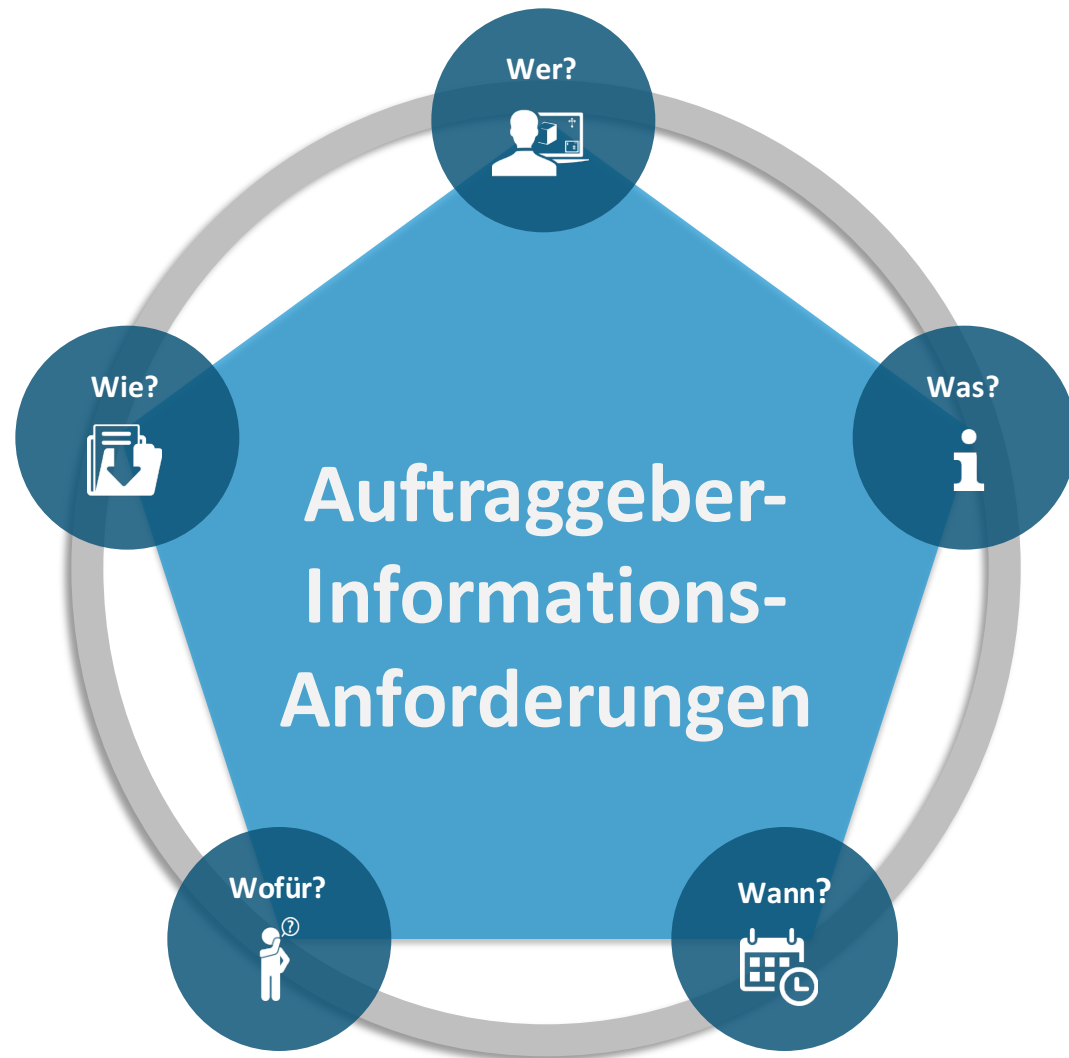 Wer?
Wie?
Was?
Auftraggeber-
Informations-
Anforderungen
Wofür?
Wann?